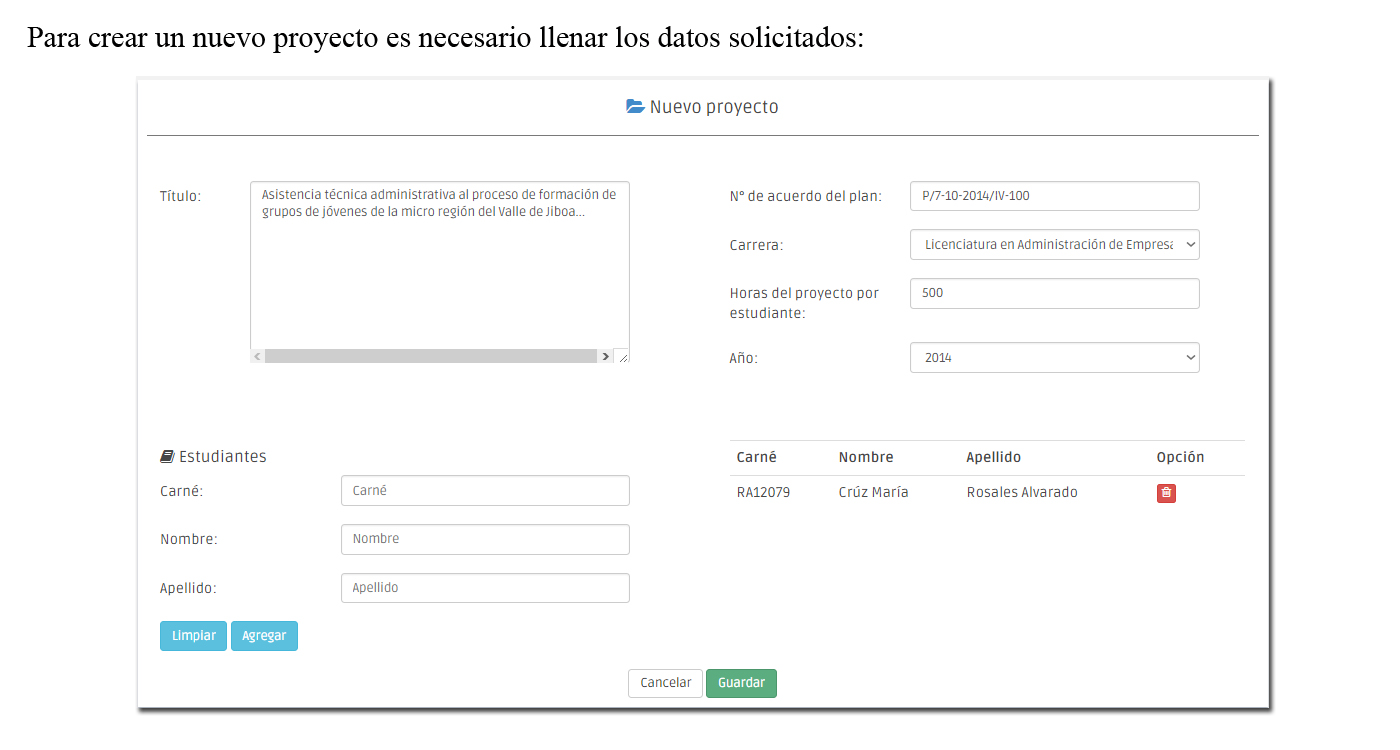 Para crear un nuevo proyecto es necesario llenar los datos solicitados:
Nuevo proyecto
Título:
Asistencia técnica administrativa al proceso de formación de
grupos de jóvenes de la micro región del Valle de Jiboa...
N° de acuerdo del plan:
P/7-10-2014/IV-100
Carrera:
Licenciatura en Administración de Empresa
Horas del proyecto por
estudiante:
500
Año:
2014
Estudiantes
Carné:
Carné
Nombre:
Nombre
Apellido:
Apellido
Limpiar Agregar
Carné Nombre Apellido Opción
RA12079 Crúz María Rosales Alvarado
Cancelar Guardar